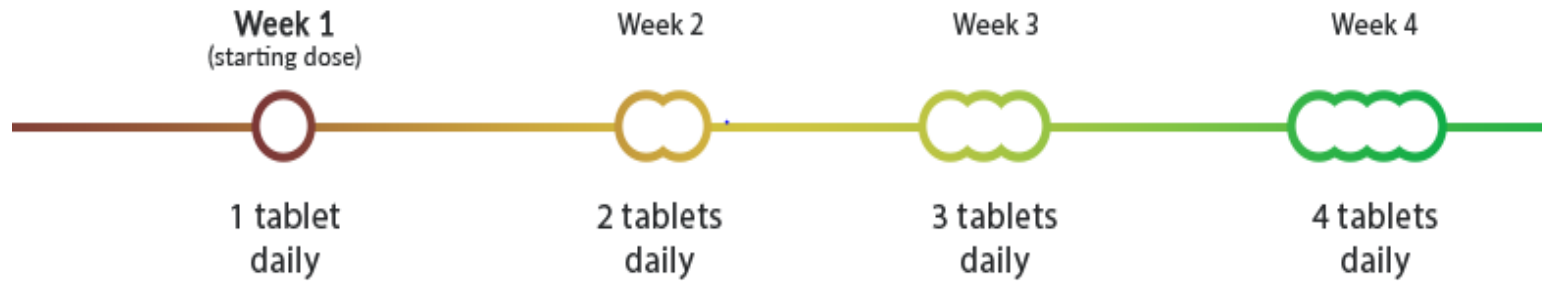 Week 1
(starting dose)
Week 2
Week 3
Week 4
1 tablet
daily
2 tablets
daily
3 tablets
daily
4 tablets
daily